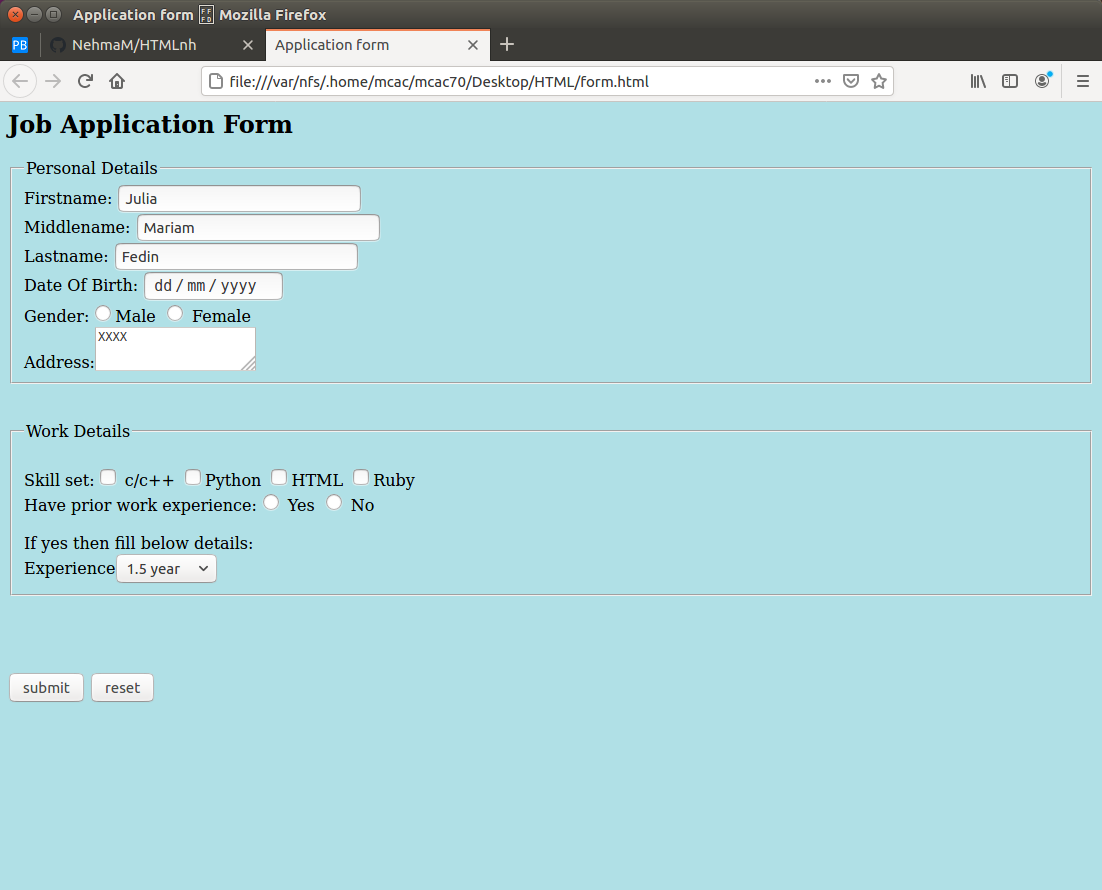 Application form FFFD Mozilla Firefox
PB NehmaM/HTMLnh Application form
file:///var/nfs/.home/mcac/mcac70/Desktop/HTML/form.html
Job Application Form
Personal Details
Firstname: Julia
Middlename: Mariam
Lastname: Fedin
Date Of Birth: dd / mm / yyyy
Gender: Male Female
Address: XXXX
Work Details
Skill set: c/c++ Python HTML Ruby
Have prior work experience: Yes No
If yes then fill below details:
Experience 1.5 year
submit reset